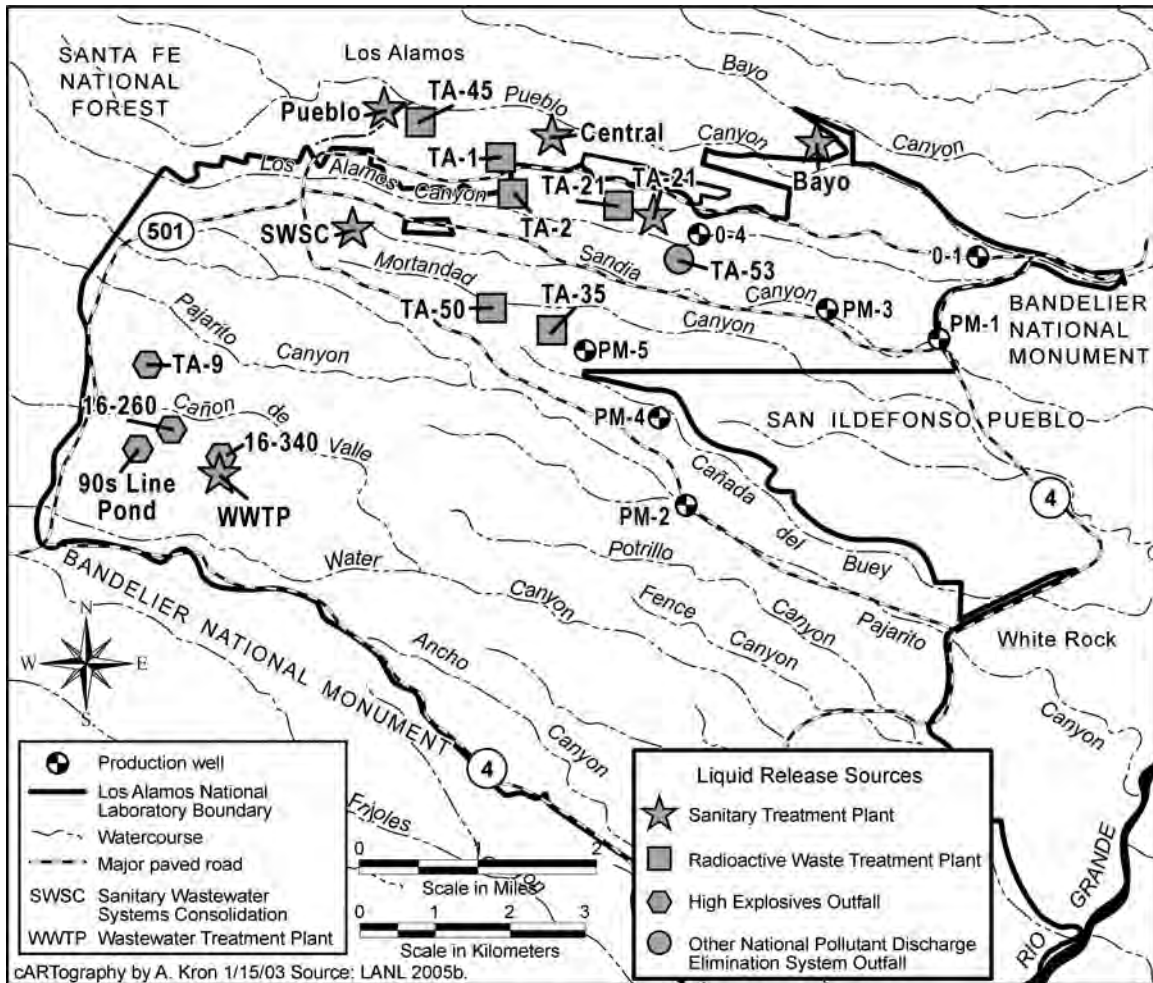 SANTA FE
NATIONAL
FOREST
Los Alamos
Bayo
Canyon
TA-45
Pueblo
Pueblo
Central
Canyon
Bayo
TA-1
Los Alamos
Canyon
TA-21
TA-21
TA-2
501
SWSC
0-4
0-1
Mortandad
Sandia
TA-53
Canyon
PM-3
PM-1
BANDELIER
NATIONAL
MONUMENT
TA-50
TA-35
Canyon
PM-5
Pajarito
Canyon
TA-9
16-260
Cañon
de
Valle
16-340
PM-4
SAN ILDEFONSO PUEBLO
90s Line
Pond
WWTP
PM-2
Cañada
del
Buey
4
Water
Canyon
Potrillo
Canyon
Fence
Canyon
Pajarito
Canyon
White Rock
BANDELIER NATIONAL MONUMENT
Ancho
Canyon
N
W
E
S
4
Frijoles
Canyon
RIO GRANDE
Production well
Los Alamos National
Laboratory Boundary
Watercourse
Major paved road
SWSC Sanitary Wastewater
Systems Consolidation
WWTP Wastewater Treatment Plant
0 1 2
Scale in Miles
0 1 2 3
Scale in Kilometers
Liquid Release Sources
Sanitary Treatment Plant
Radioactive Waste Treatment Plant
High Explosives Outfall
Other National Pollutant Discharge
Elimination System Outfall
cARTography by A. Kron 1/15/03 Source: LANL 2005b.